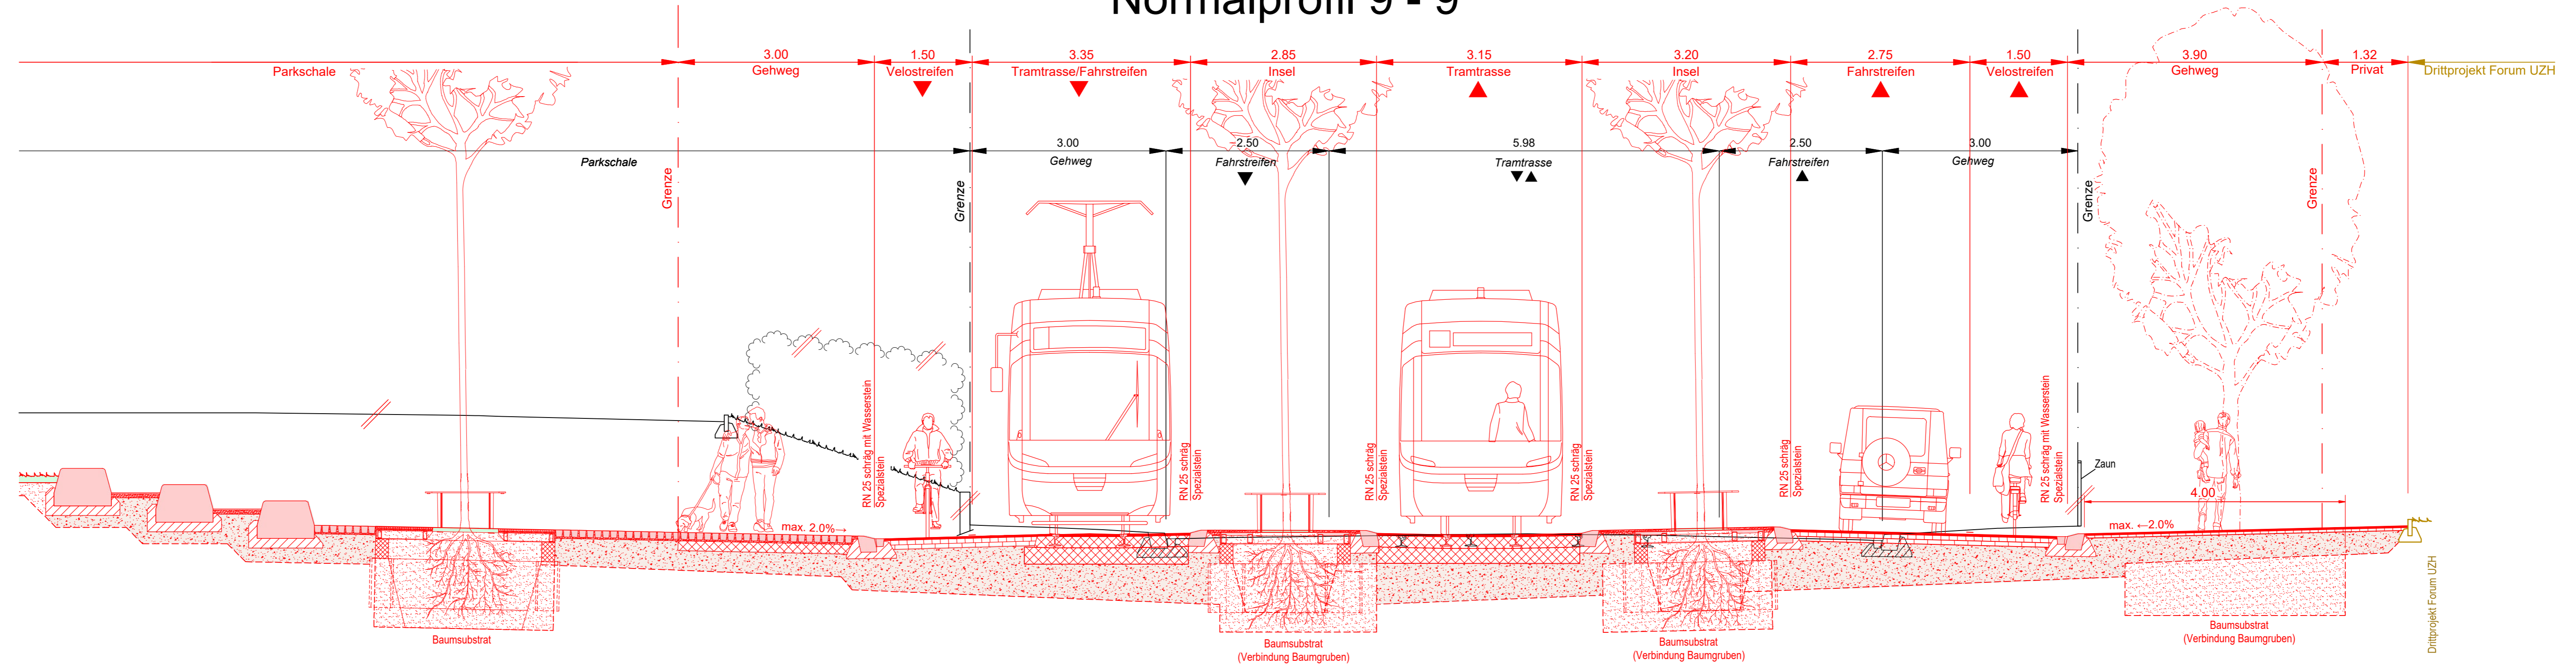 Normalprofil 9 - 9
3.00 1.50 3.35 2.85 3.15 3.20 2.75 1.50 3.90 1.32
Parkschale Gehweg Velostreifen Tramtrasse/Fahrstreifen Insel Tramtrasse Insel Fahrstreifen Velostreifen Gehweg Privat Drittprojekt Forum UZH
3.00 2.50 5.98 2.50 3.00
Parkschale Gehweg Fahrstreifen Tramtrasse Fahrstreifen Gehweg
Grenze
Grenze
Grenze
Grenze
RN 25 schräg mit Wasserstein
Spezialstein
RN 25 schräg
Spezialstein
RN 25 schräg
Spezialstein
RN 25 schräg
Spezialstein
RN 25 schräg
Spezialstein
RN 25 schräg mit Wasserstein
Spezialstein
Zaun
4.00
max. 2.0%→
max. ←2.0%
Baumsubstrat
Baumsubstrat
(Verbindung Baumgruben)
Baumsubstrat
(Verbindung Baumgruben)
Baumsubstrat
(Verbindung Baumgruben)
Drittprojekt Forum UZH